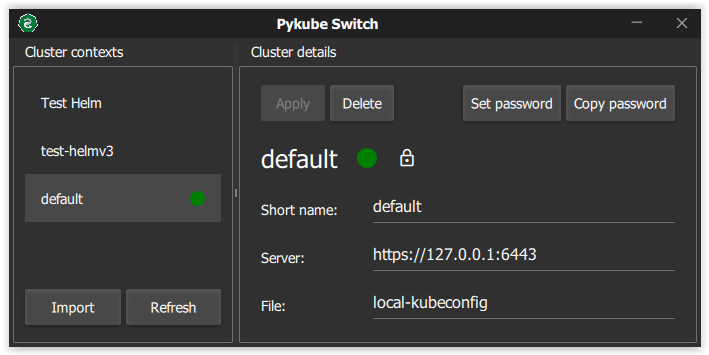 Pykube Switch
Cluster contexts
Test Helm
test-helmv3
default
Import
Refresh
Cluster details
Apply
Delete
Set password
Copy password
default
Short name:
default
Server:
https://127.0.0.1:6443
File:
local-kubeconfig